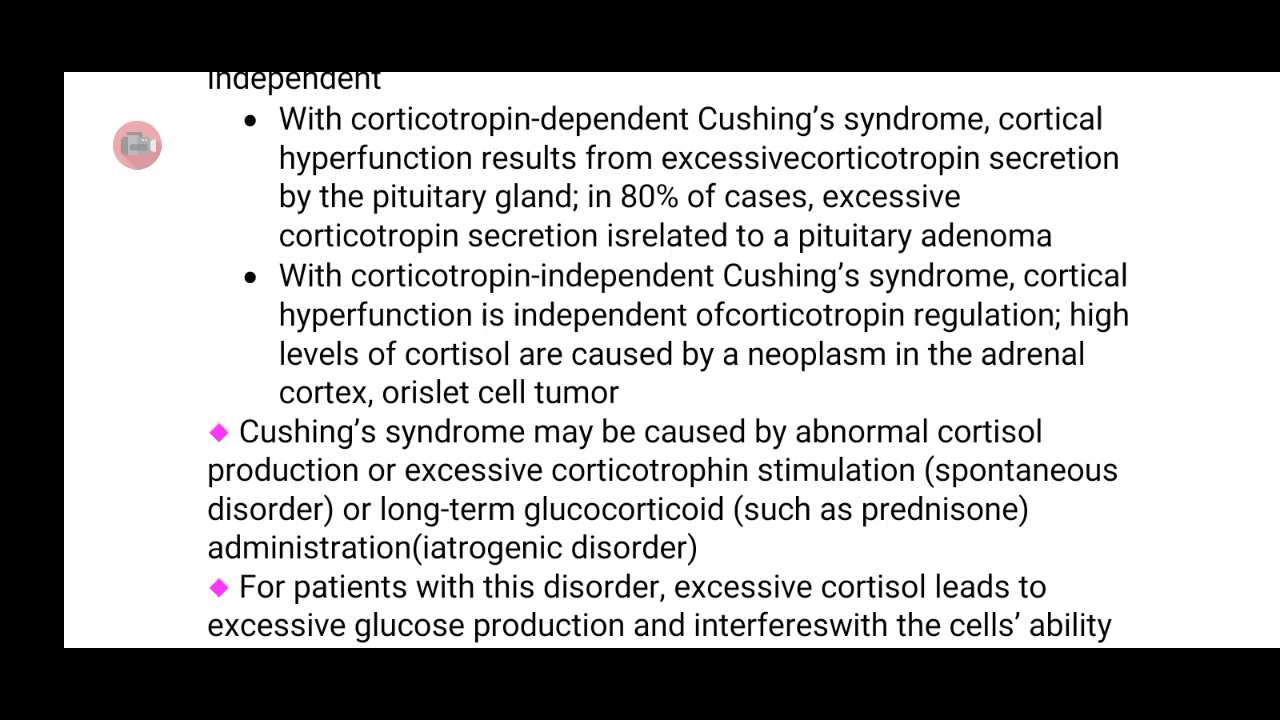 independent
• With corticotropin-dependent Cushing’s syndrome, cortical
hyperfunction results from excessivecorticotropin secretion
by the pituitary gland; in 80% of cases, excessive
corticotropin secretion isrelated to a pituitary adenoma
• With corticotropin-independent Cushing’s syndrome, cortical
hyperfunction is independent ofcorticotropin regulation; high
levels of cortisol are caused by a neoplasm in the adrenal
cortex, orislet cell tumor
◆ Cushing’s syndrome may be caused by abnormal cortisol
production or excessive corticotrophin stimulation (spontaneous
disorder) or long-term glucocorticoid (such as prednisone)
administration(iatrogenic disorder)
◆ For patients with this disorder, excessive cortisol leads to
excessive glucose production and interfereswith the cells’ ability